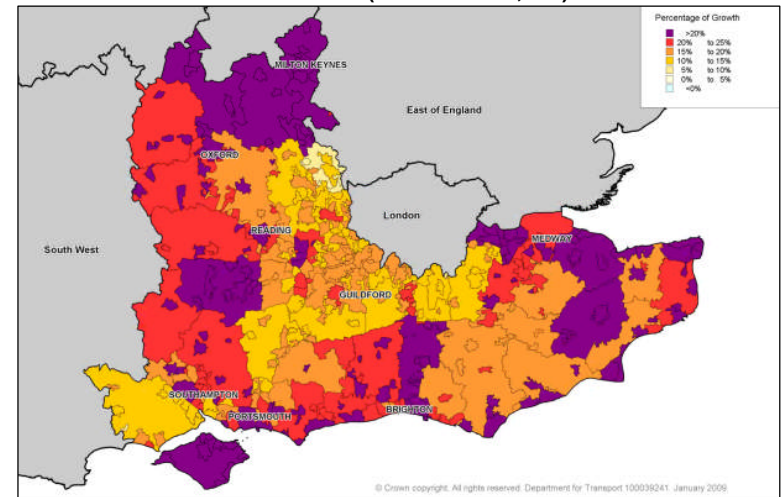 Percentage of Growth
>20%
20% to 25%
15% to 20%
10% to 15%
5% to 10%
0% to 5%
<0%
MILTON KEYNES
East of England
OXFORD
London
READING
MEDWAY
South West
GUILDFORD
SOUTHAMPTON
PORTSMOUTH
BRIGHTON
© Crown copyright. All rights reserved. Department for Transport 100039241. January 2009.